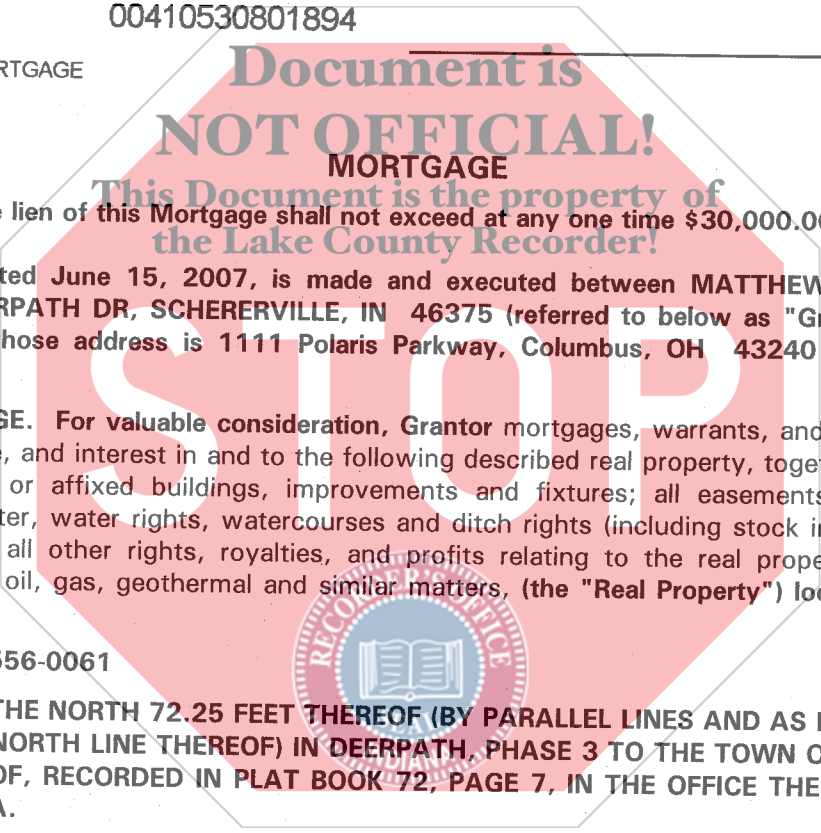 00410530801894
RTGAGE
Document is
NOT OFFICIAL!
MORTGAGE
This Document is the property of
e lien of this Mortgage shall not exceed at any one time $30,000.00
the Lake County Recorder!
ted June 15, 2007, is made and executed between MATTHEW
RPATH DR, SCHERERVILLE, IN 46375 (referred to below as "Gr
hose address is 1111 Polaris Parkway, Columbus, OH 43240
STOP
GE. For valuable consideration, Grantor mortgages, warrants, and
e, and interest in and to the following described real property, toget
or affixed buildings, improvements and fixtures; all easements
ter, water rights, watercourses and ditch rights (including stock in
all other rights, royalties, and profits relating to the real prope
oil, gas, geothermal and similar matters, (the "Real Property") loc
RECORDER'S OFFICE
556-0061
THE NORTH 72.25 FEET THEREOF (BY PARALLEL LINES AND AS
NORTH LINE THEREOF) IN DEERPATH, PHASE 3 TO THE TOWN O
OF, RECORDED IN PLAT BOOK 72, PAGE 7, IN THE OFFICE THE
A.